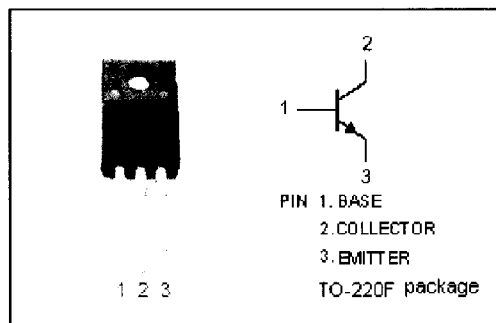 2
1
3
PIN 1. BASE
2.COLLECTOR
3. EMITTER
1 2 3
TO-220F package